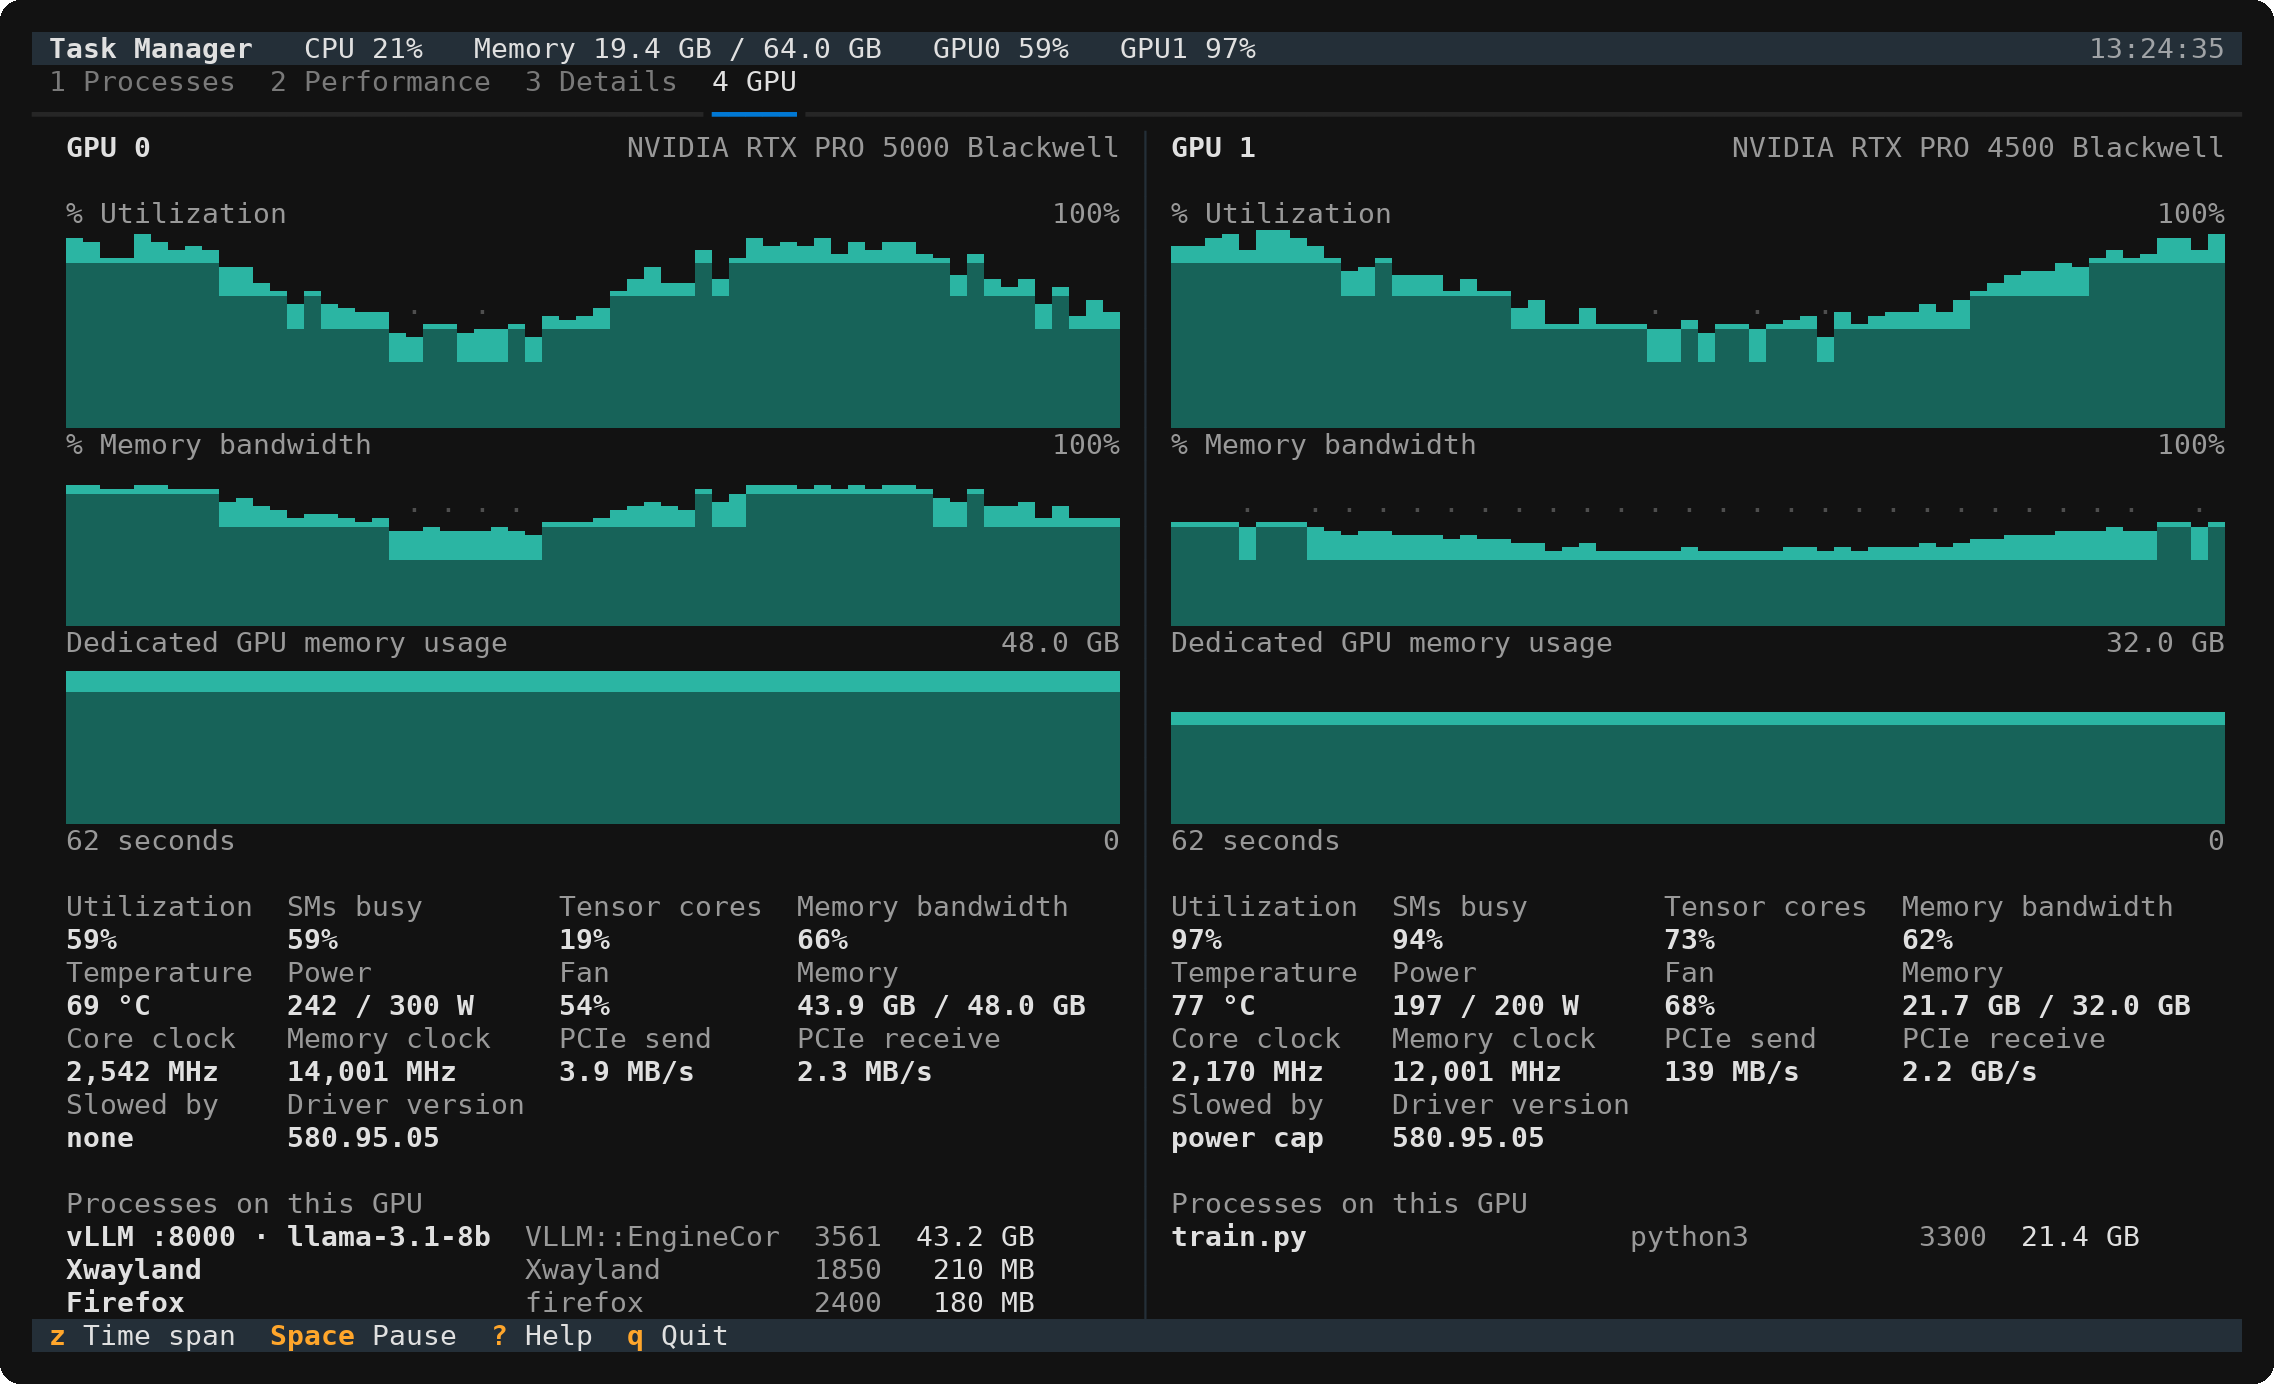 Task Manager   CPU 21%   Memory 19.4 GB / 64.0 GB   GPU0 59%   GPU1 97%   13:24:35
1 Processes  2 Performance  3 Details  4 GPU
GPU 0   NVIDIA RTX PRO 5000 Blackwell
% Utilization   100%
% Memory bandwidth   100%
Dedicated GPU memory usage   48.0 GB
62 seconds   0
Utilization  SMs busy   Tensor cores  Memory bandwidth
59%   59%   19%   66%
Temperature  Power   Fan   Memory
69 °C   242 / 300 W   54%   43.9 GB / 48.0 GB
Core clock   Memory clock   PCIe send   PCIe receive
2,542 MHz   14,001 MHz   3.9 MB/s   2.3 MB/s
Slowed by   Driver version
none   580.95.05
Processes on this GPU
vLLM :8000 · llama-3.1-8b  VLLM::EngineCor  3561  43.2 GB
Xwayland   Xwayland   1850   210 MB
Firefox   firefox   2400   180 MB
GPU 1   NVIDIA RTX PRO 4500 Blackwell
% Utilization   100%
% Memory bandwidth   100%
Dedicated GPU memory usage   32.0 GB
62 seconds   0
Utilization  SMs busy   Tensor cores  Memory bandwidth
97%   94%   73%   62%
Temperature  Power   Fan   Memory
77 °C   197 / 200 W   68%   21.7 GB / 32.0 GB
Core clock   Memory clock   PCIe send   PCIe receive
2,170 MHz   12,001 MHz   139 MB/s   2.2 GB/s
Slowed by   Driver version
power cap   580.95.05
Processes on this GPU
train.py   python3   3300  21.4 GB
z Time span  Space Pause  ? Help  q Quit